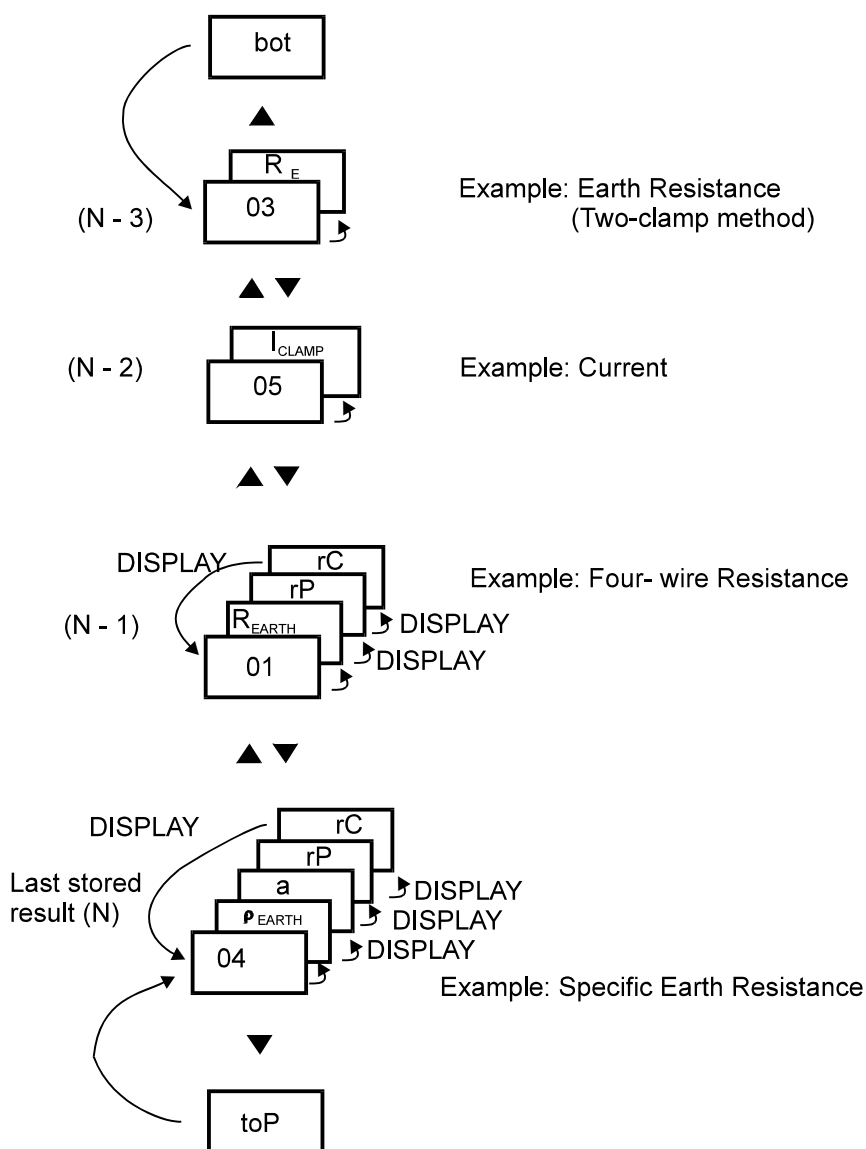 bot
R E
03
(N - 3)
Example: Earth Resistance
(Two-clamp method)
I CLAMP
05
(N - 2)
Example: Current
DISPLAY
rC
rP
R EARTH
01
(N - 1)
DISPLAY
DISPLAY
Example: Four- wire Resistance
DISPLAY
rC
rP
a
ρ EARTH
04
Last stored
result (N)
DISPLAY
DISPLAY
DISPLAY
Example: Specific Earth Resistance
toP